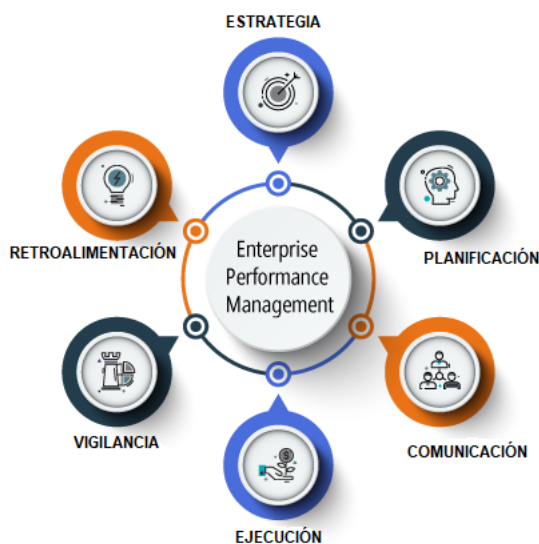 ESTRATEGIA
RETROALIMENTACIÓN
Enterprise
Performance
Management
PLANIFICACIÓN
VIGILANCIA
COMUNICACIÓN
EJECUCIÓN